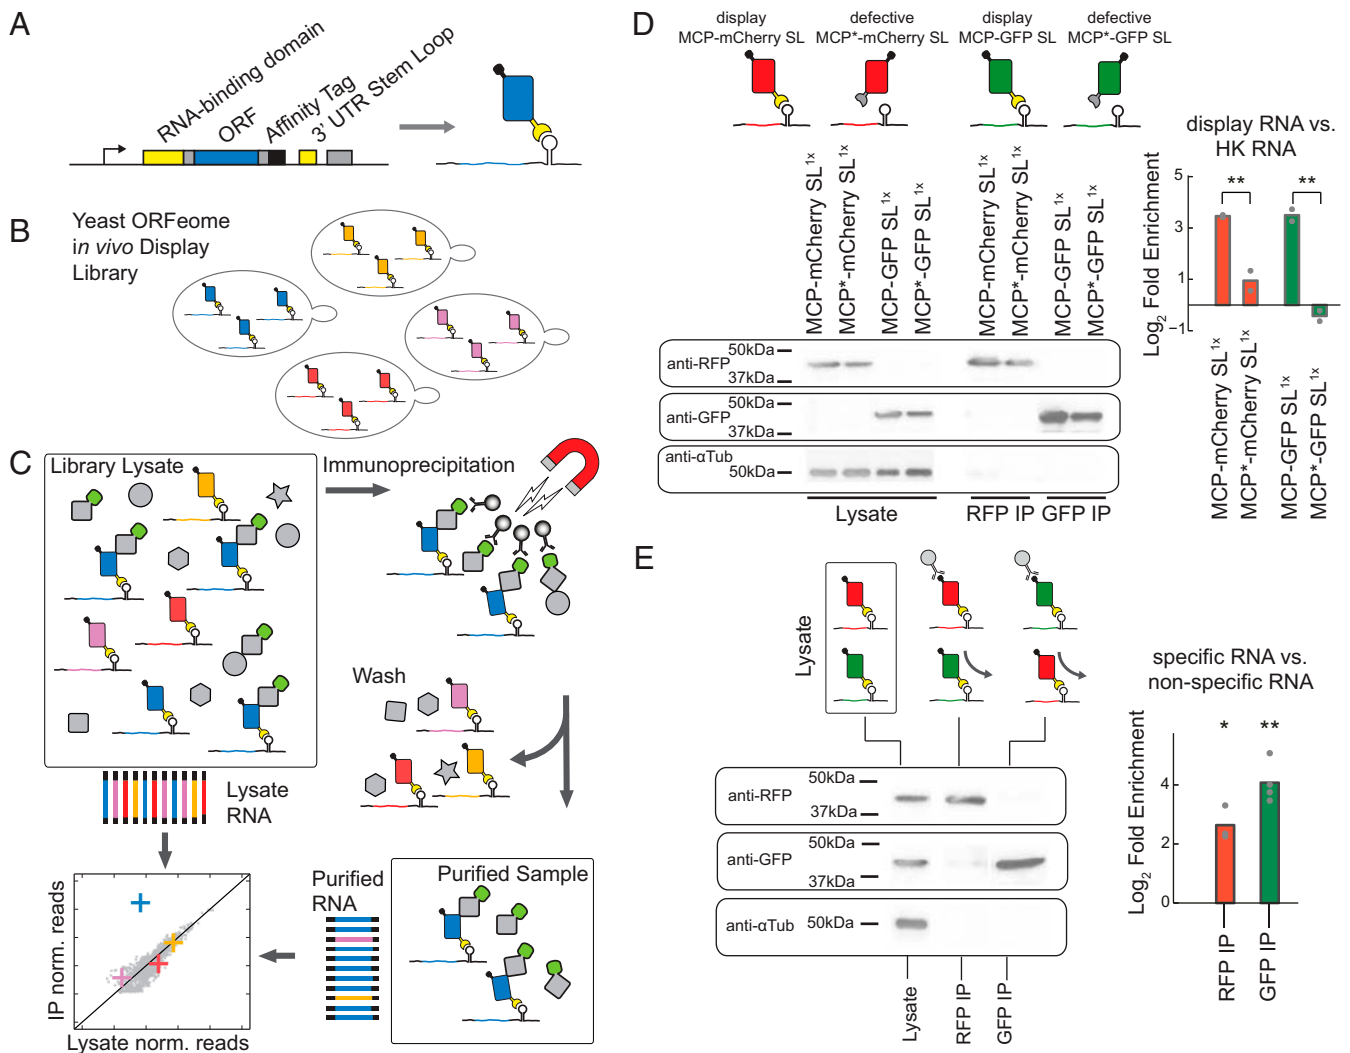 A
RNA-binding domain
ORF
Affinity Tag
3' UTR Stem Loop
B
Yeast ORFeome
in vivo Display
Library
C
Library Lysate
Immunoprecipitation
Wash
Lysate
RNA
Purified
RNA
Purified Sample
IP norm. reads
Lysate norm. reads
D
display
MCP-mCherry SL
defective
MCP*-mCherry SL
display
MCP-GFP SL
defective
MCP*-GFP SL
MCP-mCherry SL1x
MCP*-mCherry SL1x
MCP-GFP SL1x
MCP*-GFP SL1x
MCP-mCherry SL1x
MCP*-mCherry SL1x
MCP-GFP SL1x
MCP*-GFP SL1x
anti-RFP
50kDa
37kDa
anti-GFP
50kDa
37kDa
anti-αTub
50kDa
Lysate
RFP IP
GFP IP
display RNA vs.
HK RNA
Log2 Fold Enrichment
5
3
1
−1
**
**
MCP-mCherry SL1x
MCP*-mCherry SL1x
MCP-GFP SL1x
MCP*-GFP SL1x
E
Lysate
anti-RFP
50kDa
37kDa
anti-GFP
50kDa
37kDa
anti-αTub
50kDa
Lysate
RFP IP
GFP IP
specific RNA vs.
non-specific RNA
Log2 Fold Enrichment
4
2
0
*
**
RFP IP
GFP IP